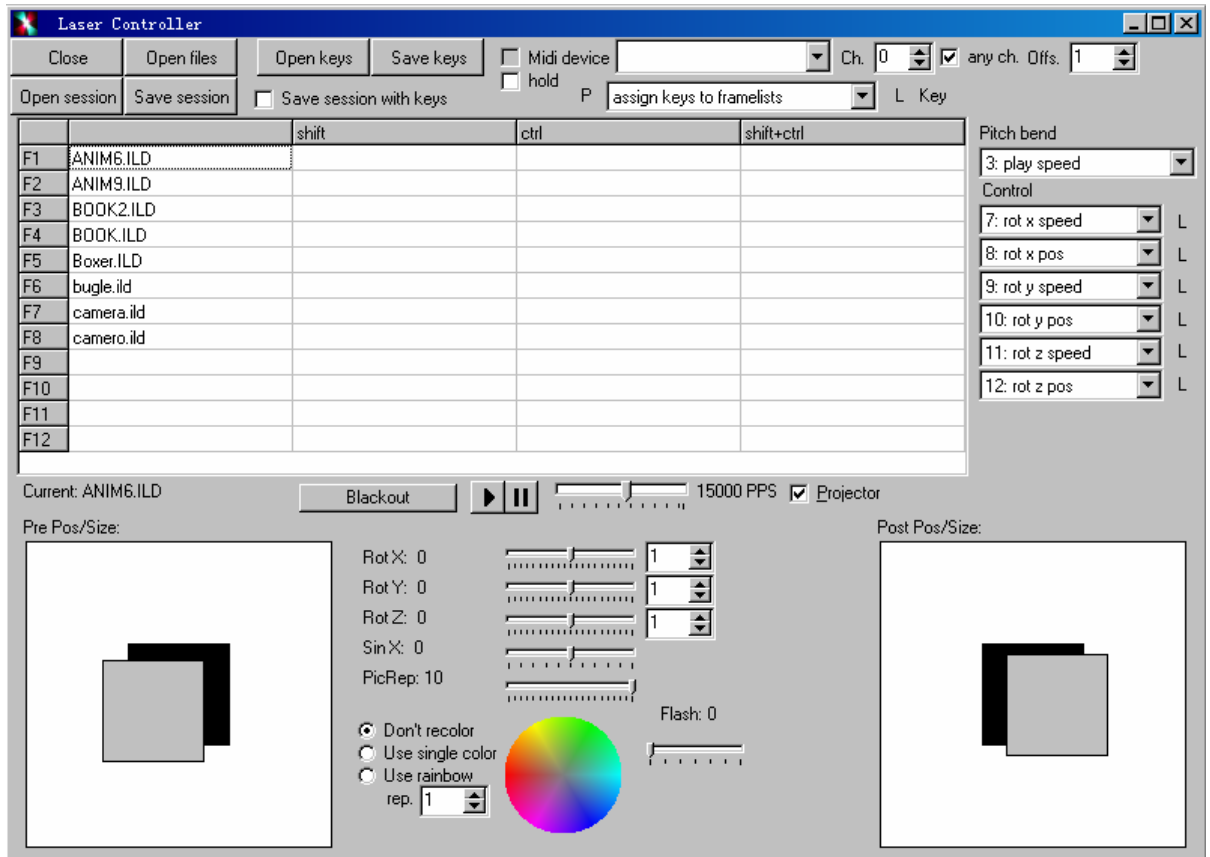 Laser Controller
Close Open files Open keys Save keys Midi device Ch. 0 any ch. Offs. 1
hold
Open session Save session Save session with keys P assign keys to framelists L Key
shift ctrl shift+ctrl
Pitch bend
3: play speed
Control
7: rot x speed L
8: rot x pos L
9: rot y speed L
10: rot y pos L
11: rot z speed L
12: rot z pos L
F1 ANIM6.ILD
F2 ANIM9.ILD
F3 BOOK2.ILD
F4 BOOK.ILD
F5 Boxer.ILD
F6 bugle.ild
F7 camera.ild
F8 camero.ild
F9
F10
F11
F12
Current: ANIM6.ILD Blackout 15000 PPS Projector
Pre Pos/Size: Post Pos/Size:
Rot X: 0 1
Rot Y: 0 1
Rot Z: 0 1
Sin X: 0
PicRep: 10
Flash: 0
Don't recolor
Use single color
Use rainbow
rep. 1